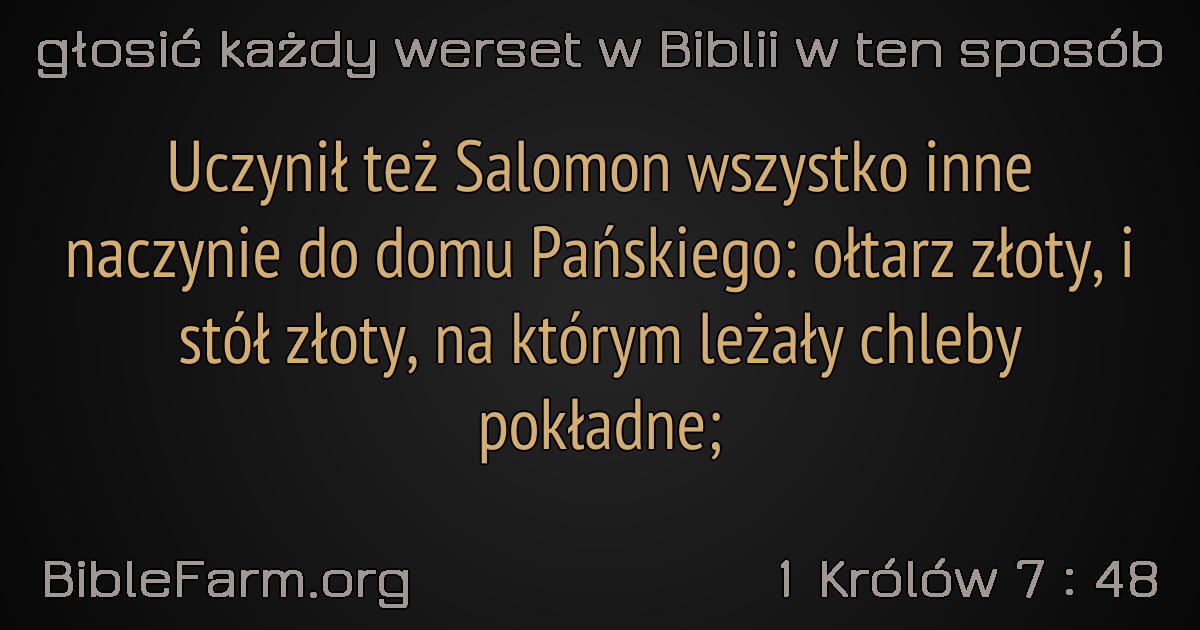 głosić każdy werset w Biblii w ten sposób
Uczynił też Salomon wszystko inne
naczynie do domu Pańskiego: ołtarz złoty, i
stół złoty, na którym leżały chleby
pokładne;
BibleFarm.org
1 Królów 7 : 48